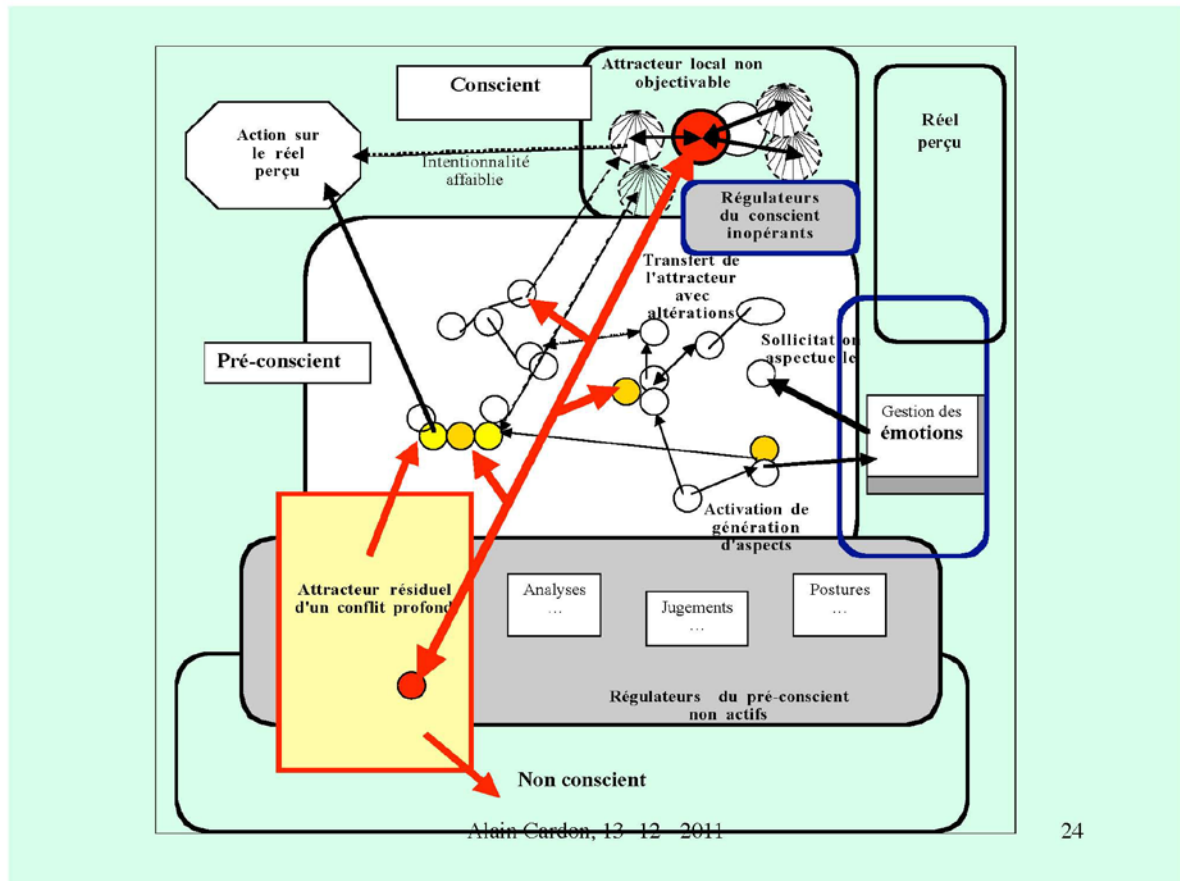 Attracteur local non
objectivable
Conscient
Réel
perçu
Action sur
le réel
perçu
Intentionnalité
affaiblie
Régulateurs
du conscient
inopérants
Transfert de
l'attracteur
avec
altérations
Pré-conscient
Sollicitation
aspectuelle
Gestion des
émotions
Activation de
génération
d'aspects
Attracteur résiduel
d'un conflit profond
Analyses
...
Jugements
...
Postures
...
Régulateurs du pré-conscient
non actifs
Non conscient
Alain Cardon, 13-12-2011
24